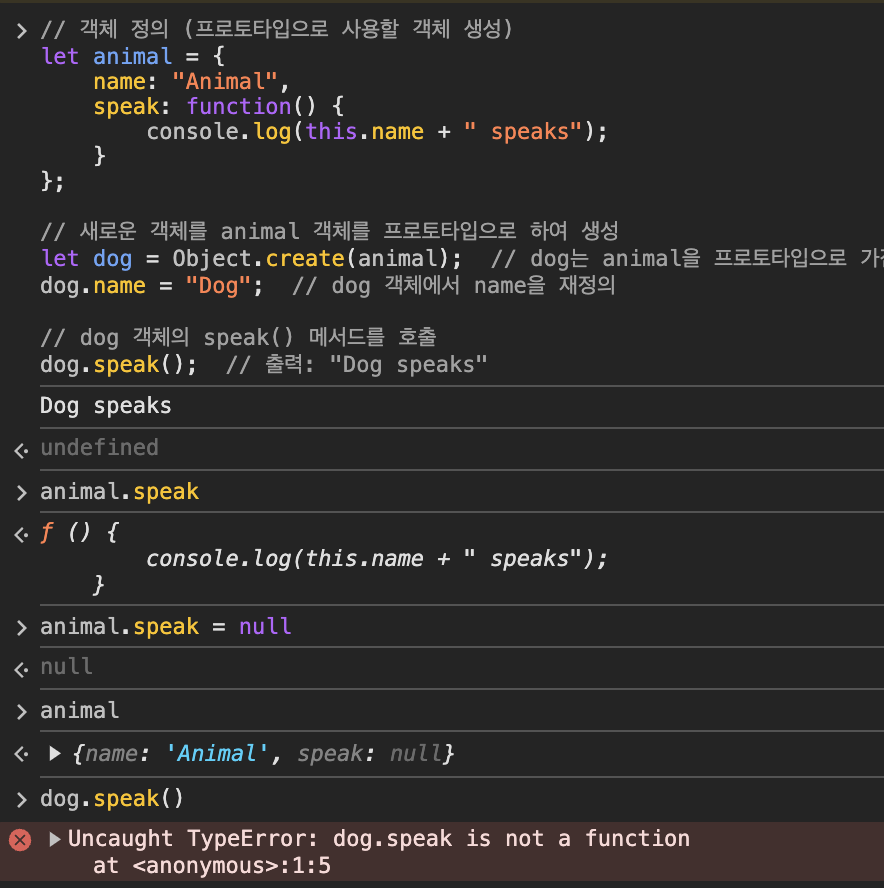 // 객체 정의 (프로토타입으로 사용할 객체 생성)
let animal = {
    name: "Animal",
    speak: function() {
        console.log(this.name + " speaks");
    }
};
// 새로운 객체를 animal 객체를 프로토타입으로 하여 생성
let dog = Object.create(animal);  // dog는 animal을 프로토타입으로
dog.name = "Dog";  // dog 객체에서 name을 재정의
// dog 객체의 speak() 메서드를 호출
dog.speak();  // 출력: "Dog speaks"
Dog speaks
undefined
animal.speak
ƒ () {
        console.log(this.name + " speaks");
    }
animal.speak = null
null
animal
{name: 'Animal', speak: null}
dog.speak()
Uncaught TypeError: dog.speak is not a function
    at <anonymous>:1:5